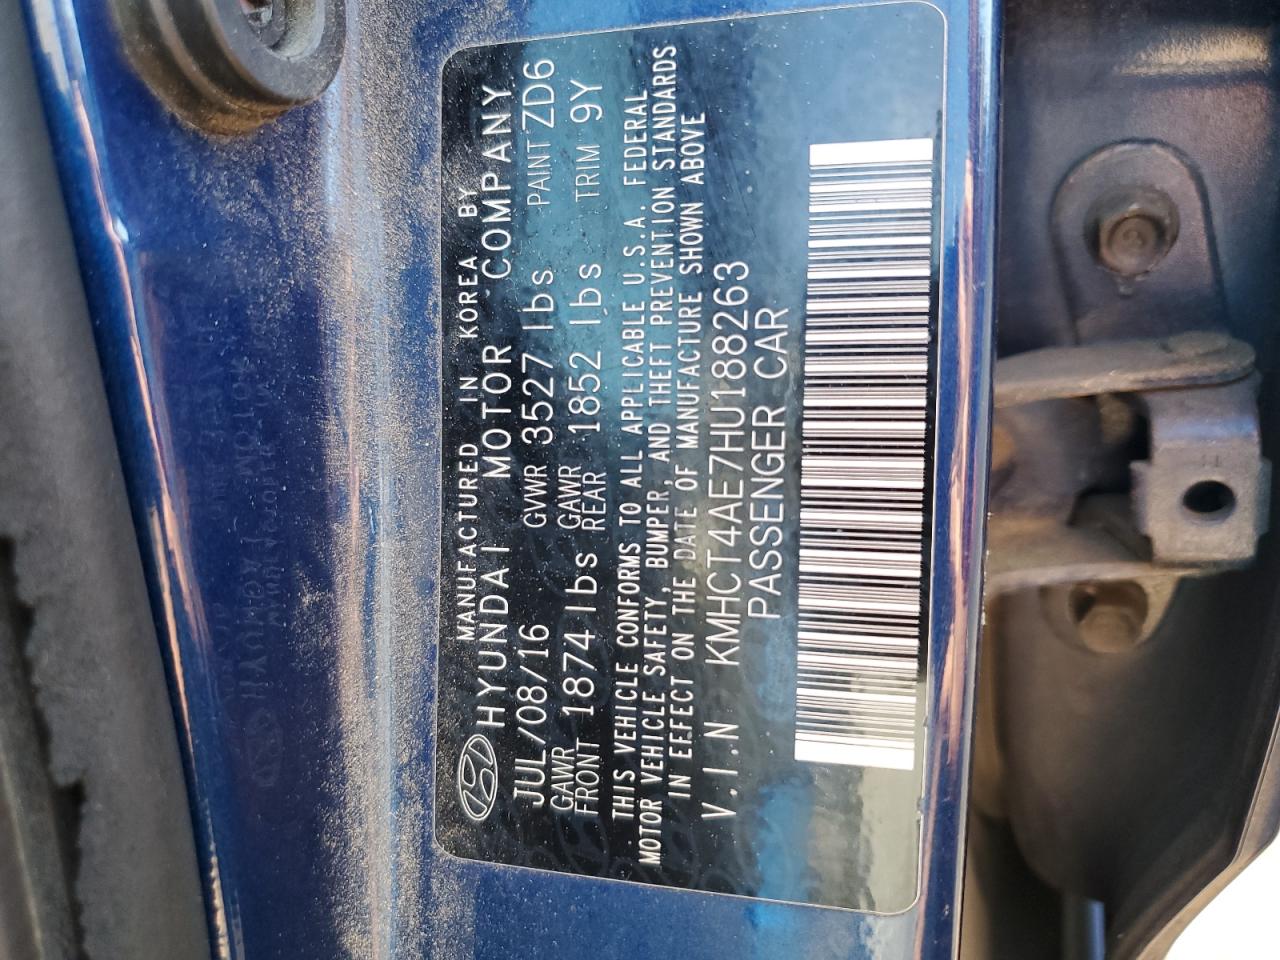 MANUFACTURED IN KOREA BY
HYUNDAI MOTOR COMPANY
JUL/08/16 GVWR 3527 lbs PAINT ZD6
GAWR FRONT 1874 lbs GAWR REAR 1852 lbs TRIM 9Y
THIS VEHICLE CONFORMS TO ALL APPLICABLE U.S.A. FEDERAL
MOTOR VEHICLE SAFETY, BUMPER, AND THEFT PREVENTION STANDARDS
IN EFFECT ON THE DATE OF MANUFACTURE SHOWN ABOVE
V.I.N KMHCT4AE7HU188263
PASSENGER CAR